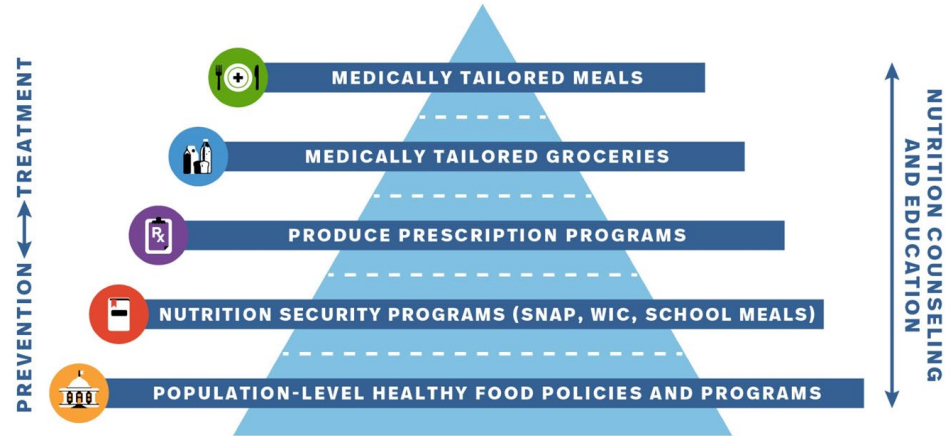 MEDICALLY TAILORED MEALS
MEDICALLY TAILORED GROCERIES
PRODUCE PRESCRIPTION PROGRAMS
Rx
NUTRITION SECURITY PROGRAMS (SNAP, WIC, SCHOOL MEALS)
POPULATION-LEVEL HEALTHY FOOD POLICIES AND PROGRAMS
PREVENTION
TREATMENT
NUTRITION COUNSELING
AND EDUCATION